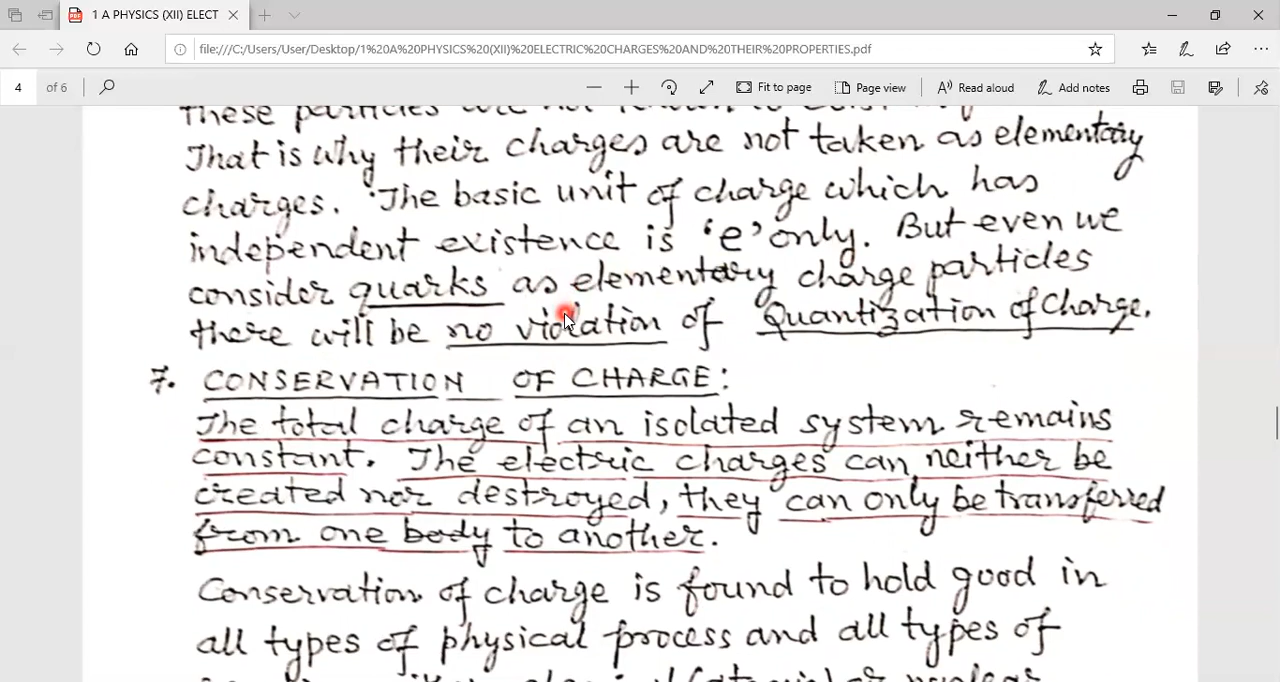 1 A PHYSICS (XII) ELECT
file:///C:/Users/User/Desktop/1%20A%20PHYSICS%20(XII)%20ELECTRIC%20CHARGES%20AND%20THEIR%20PROPERTIES.pdf
4 of 6 Fit to page Page view Read aloud Add notes
These particles are not known to
That is why their charges are not taken as elementary
charges. The basic unit of charge which has
independent existence is 'e' only. But even we
consider quarks as elementary charge particles
there will be no violation of Quantization of Charge.
7. CONSERVATION OF CHARGE:
The total charge of an isolated system remains
constant. The electric charges can neither be
created nor destroyed, they can only be transferred
from one body to another.
Conservation of charge is found to hold good in
all types of physical process and all types of